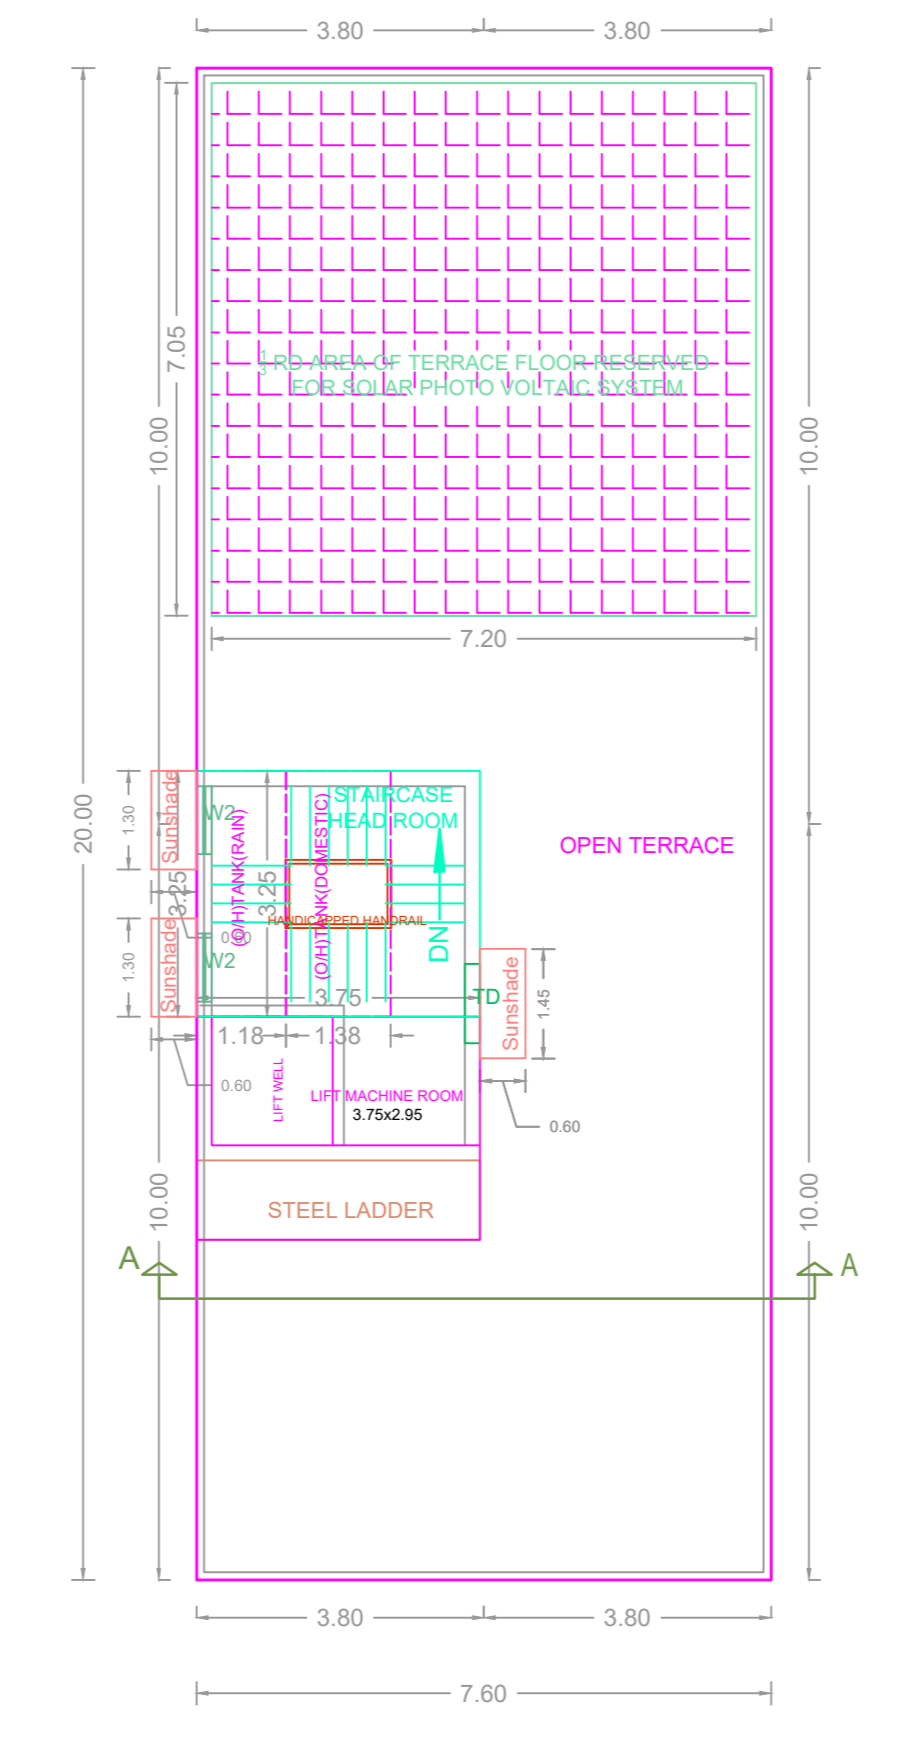 3.80
3.80
7.05
10.00
10.00
1/3 RD AREA OF TERRACE FLOOR RESERVED
FOR SOLAR PHOTO VOLTAIC SYSTEM
7.20
20.00
1.30
Sunshade
W2
(O/H)TANK(RAIN)
(O/H)TANK(DOMESTIC)
STAIRCASE
HEAD ROOM
OPEN TERRACE
3.25
3.25
HANDICAPPED HANDRAIL
0.60
DN
1.30
Sunshade
W2
3.75
TD
Sunshade
1.45
1.18
1.38
0.60
LIFT WELL
LIFT MACHINE ROOM
3.75x2.95
0.60
10.00
10.00
STEEL LADDER
A
A
3.80
3.80
7.60